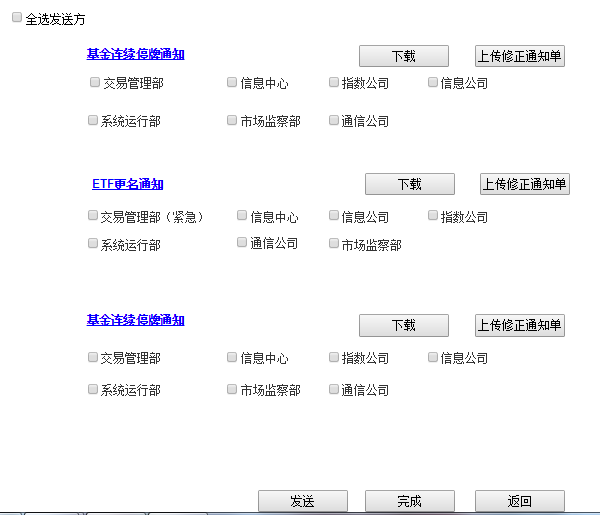 全选发送方
基金连续停牌通知 下载 上传修正通知单
交易管理部 信息中心 指数公司 信息公司
系统运行部 市场监察部 通信公司
ETF更名通知 下载 上传修正通知单
交易管理部（紧急） 信息中心 信息公司 指数公司
系统运行部 通信公司 市场监察部
基金连续停牌通知 下载 上传修正通知单
交易管理部 信息中心 指数公司 信息公司
系统运行部 市场监察部 通信公司
发送 完成 返回